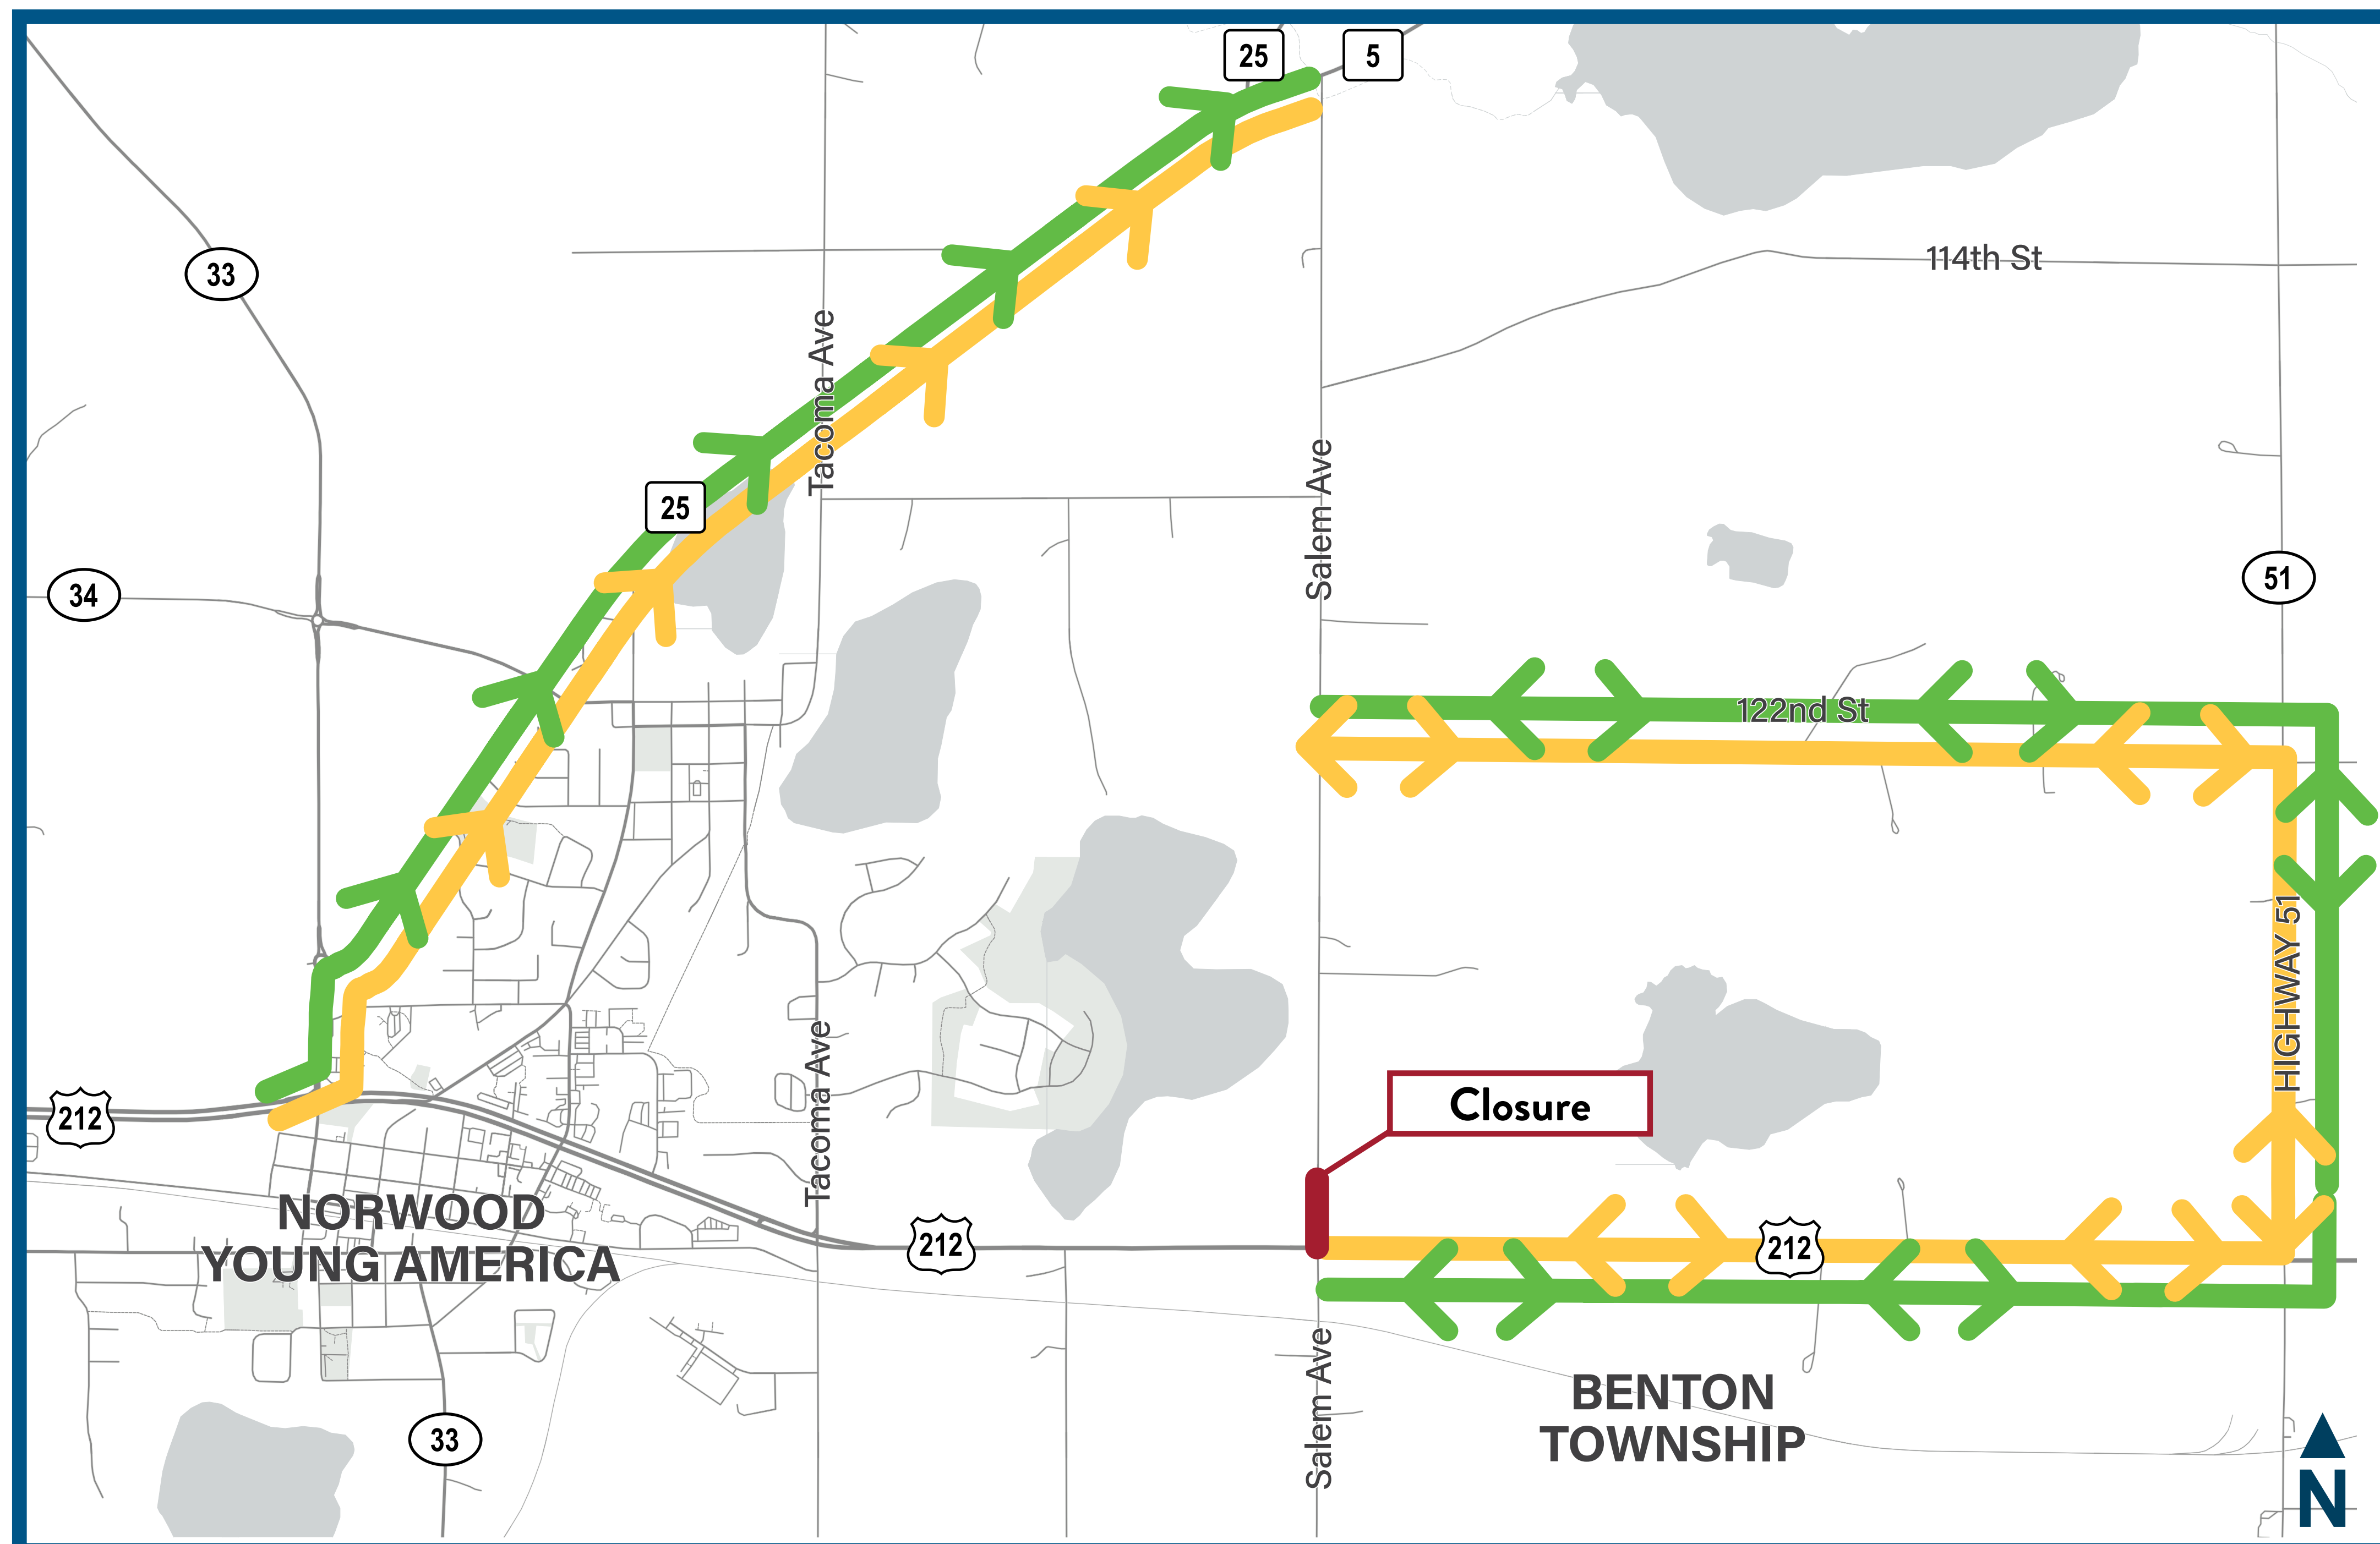 25
5
33
114th St
Tacoma Ave
Salem Ave
25
51
34
122nd St
HIGHWAY 51
Closure
212
Tacoma Ave
NORWOOD
YOUNG AMERICA
212
212
Salem Ave
BENTON
TOWNSHIP
33
N